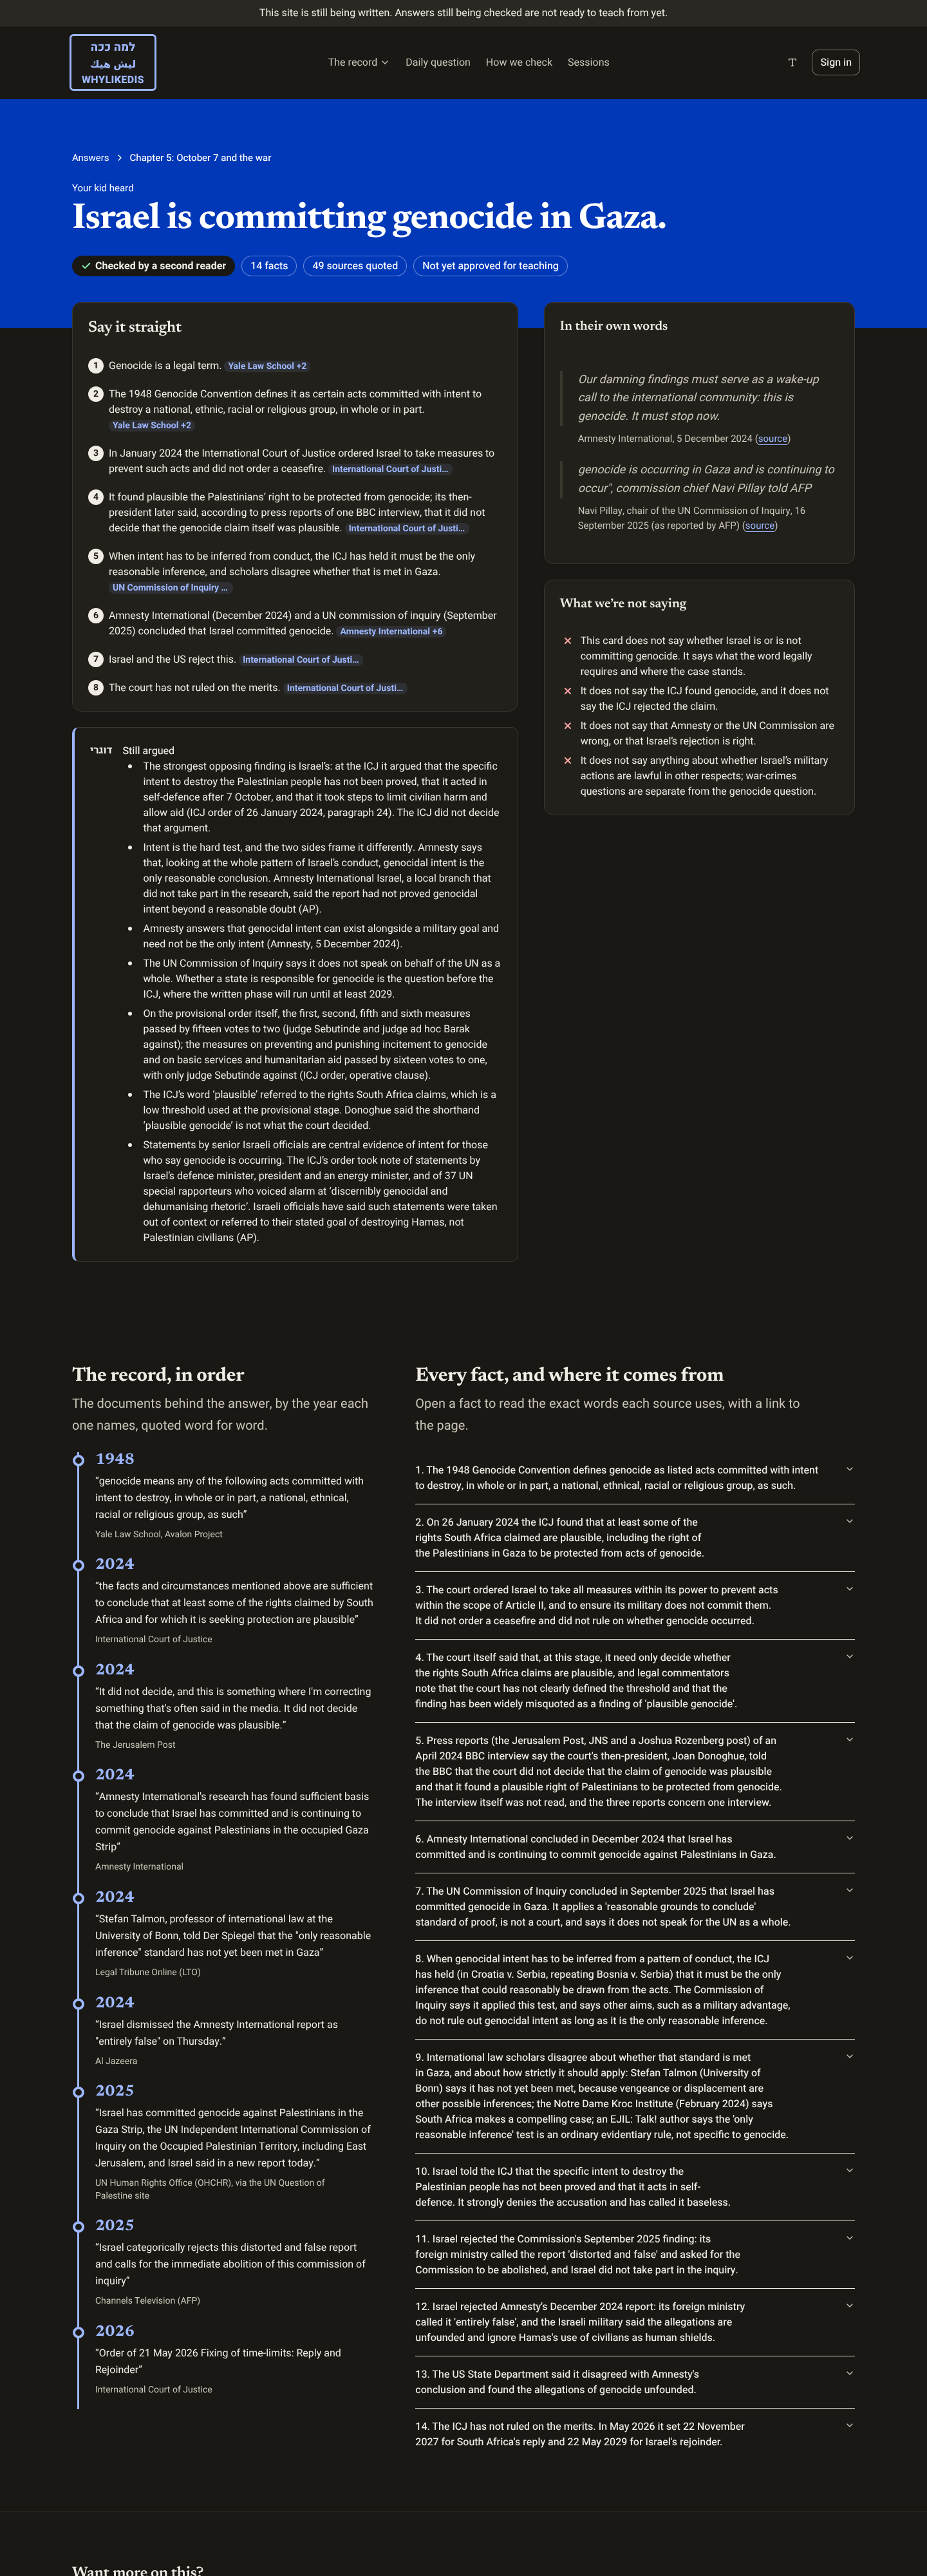 This site is still being written. Answers still being checked are not ready to teach from yet.
למה ככה
ليش هيك
WHYLIKEDIS
The record
Daily question
How we check
Sessions
T
Sign in
Answers
Chapter 5: October 7 and the war
Your kid heard
Israel is committing genocide in Gaza.
Checked by a second reader
14 facts
49 sources quoted
Not yet approved for teaching
Say it straight
1 Genocide is a legal term. Yale Law School +2
2 The 1948 Genocide Convention defines it as certain acts committed with intent to
destroy a national, ethnic, racial or religious group, in whole or in part.
Yale Law School +2
3 In January 2024 the International Court of Justice ordered Israel to take measures to
prevent such acts and did not order a ceasefire. International Court of Justi…
4 It found plausible the Palestinians’ right to be protected from genocide; its then-
president later said, according to press reports of one BBC interview, that it did not
decide that the genocide claim itself was plausible. International Court of Justi…
5 When intent has to be inferred from conduct, the ICJ has held it must be the only
reasonable inference, and scholars disagree whether that is met in Gaza.
UN Commission of Inquiry …
6 Amnesty International (December 2024) and a UN commission of inquiry (September
2025) concluded that Israel committed genocide. Amnesty International +6
7 Israel and the US reject this. International Court of Justi…
8 The court has not ruled on the merits. International Court of Justi…
דוגרי
Still argued
The strongest opposing finding is Israel’s: at the ICJ it argued that the specific
intent to destroy the Palestinian people has not been proved, that it acted in
self-defence after 7 October, and that it took steps to limit civilian harm and
allow aid (ICJ order of 26 January 2024, paragraph 24). The ICJ did not decide
that argument.
Intent is the hard test, and the two sides frame it differently. Amnesty says
that, looking at the whole pattern of Israel’s conduct, genocidal intent is the
only reasonable conclusion. Amnesty International Israel, a local branch that
did not take part in the research, said the report had not proved genocidal
intent beyond a reasonable doubt (AP).
Amnesty answers that genocidal intent can exist alongside a military goal and
need not be the only intent (Amnesty, 5 December 2024).
The UN Commission of Inquiry says it does not speak on behalf of the UN as a
whole. Whether a state is responsible for genocide is the question before the
ICJ, where the written phase will run until at least 2029.
On the provisional order itself, the first, second, fifth and sixth measures
passed by fifteen votes to two (judge Sebutinde and judge ad hoc Barak
against); the measures on preventing and punishing incitement to genocide
and on basic services and humanitarian aid passed by sixteen votes to one,
with only judge Sebutinde against (ICJ order, operative clause).
The ICJ’s word ‘plausible’ referred to the rights South Africa claims, which is a
low threshold used at the provisional stage. Donoghue said the shorthand
‘plausible genocide’ is not what the court decided.
Statements by senior Israeli officials are central evidence of intent for those
who say genocide is occurring. The ICJ’s order took note of statements by
Israel’s defence minister, president and an energy minister, and of 37 UN
special rapporteurs who voiced alarm at ‘discernibly genocidal and
dehumanising rhetoric’. Israeli officials have said such statements were taken
out of context or referred to their stated goal of destroying Hamas, not
Palestinian civilians (AP).
In their own words
Our damning findings must serve as a wake-up
call to the international community: this is
genocide. It must stop now.
Amnesty International, 5 December 2024 (source)
genocide is occurring in Gaza and is continuing to
occur", commission chief Navi Pillay told AFP
Navi Pillay, chair of the UN Commission of Inquiry, 16
September 2025 (as reported by AFP) (source)
What we’re not saying
This card does not say whether Israel is or is not
committing genocide. It says what the word legally
requires and where the case stands.
It does not say the ICJ found genocide, and it does not
say the ICJ rejected the claim.
It does not say that Amnesty or the UN Commission are
wrong, or that Israel’s rejection is right.
It does not say anything about whether Israel’s military
actions are lawful in other respects; war-crimes
questions are separate from the genocide question.
The record, in order
The documents behind the answer, by the year each
one names, quoted word for word.
1948
“genocide means any of the following acts committed with
intent to destroy, in whole or in part, a national, ethnical,
racial or religious group, as such”
Yale Law School, Avalon Project
2024
“the facts and circumstances mentioned above are sufficient
to conclude that at least some of the rights claimed by South
Africa and for which it is seeking protection are plausible”
International Court of Justice
2024
“It did not decide, and this is something where I'm correcting
something that's often said in the media. It did not decide
that the claim of genocide was plausible.”
The Jerusalem Post
2024
“Amnesty International's research has found sufficient basis
to conclude that Israel has committed and is continuing to
commit genocide against Palestinians in the occupied Gaza
Strip”
Amnesty International
2024
“Stefan Talmon, professor of international law at the
University of Bonn, told Der Spiegel that the "only reasonable
inference" standard has not yet been met in Gaza”
Legal Tribune Online (LTO)
2024
“Israel dismissed the Amnesty International report as
"entirely false" on Thursday.”
Al Jazeera
2025
“Israel has committed genocide against Palestinians in the
Gaza Strip, the UN Independent International Commission of
Inquiry on the Occupied Palestinian Territory, including East
Jerusalem, and Israel said in a new report today.”
UN Human Rights Office (OHCHR), via the UN Question of
Palestine site
2025
“Israel categorically rejects this distorted and false report
and calls for the immediate abolition of this commission of
inquiry”
Channels Television (AFP)
2026
“Order of 21 May 2026 Fixing of time-limits: Reply and
Rejoinder”
International Court of Justice
Every fact, and where it comes from
Open a fact to read the exact words each source uses, with a link to
the page.
1. The 1948 Genocide Convention defines genocide as listed acts committed with intent
to destroy, in whole or in part, a national, ethnical, racial or religious group, as such.
2. On 26 January 2024 the ICJ found that at least some of the
rights South Africa claimed are plausible, including the right of
the Palestinians in Gaza to be protected from acts of genocide.
3. The court ordered Israel to take all measures within its power to prevent acts
within the scope of Article II, and to ensure its military does not commit them.
It did not order a ceasefire and did not rule on whether genocide occurred.
4. The court itself said that, at this stage, it need only decide whether
the rights South Africa claims are plausible, and legal commentators
note that the court has not clearly defined the threshold and that the
finding has been widely misquoted as a finding of 'plausible genocide'.
5. Press reports (the Jerusalem Post, JNS and a Joshua Rozenberg post) of an
April 2024 BBC interview say the court's then-president, Joan Donoghue, told
the BBC that the court did not decide that the claim of genocide was plausible
and that it found a plausible right of Palestinians to be protected from genocide.
The interview itself was not read, and the three reports concern one interview.
6. Amnesty International concluded in December 2024 that Israel has
committed and is continuing to commit genocide against Palestinians in Gaza.
7. The UN Commission of Inquiry concluded in September 2025 that Israel has
committed genocide in Gaza. It applies a 'reasonable grounds to conclude'
standard of proof, is not a court, and says it does not speak for the UN as a whole.
8. When genocidal intent has to be inferred from a pattern of conduct, the ICJ
has held (in Croatia v. Serbia, repeating Bosnia v. Serbia) that it must be the only
inference that could reasonably be drawn from the acts. The Commission of
Inquiry says it applied this test, and says other aims, such as a military advantage,
do not rule out genocidal intent as long as it is the only reasonable inference.
9. International law scholars disagree about whether that standard is met
in Gaza, and about how strictly it should apply: Stefan Talmon (University of
Bonn) says it has not yet been met, because vengeance or displacement are
other possible inferences; the Notre Dame Kroc Institute (February 2024) says
South Africa makes a compelling case; an EJIL: Talk! author says the 'only
reasonable inference' test is an ordinary evidentiary rule, not specific to genocide.
10. Israel told the ICJ that the specific intent to destroy the
Palestinian people has not been proved and that it acts in self-
defence. It strongly denies the accusation and has called it baseless.
11. Israel rejected the Commission's September 2025 finding: its
foreign ministry called the report 'distorted and false' and asked for the
Commission to be abolished, and Israel did not take part in the inquiry.
12. Israel rejected Amnesty's December 2024 report: its foreign ministry
called it 'entirely false', and the Israeli military said the allegations are
unfounded and ignore Hamas's use of civilians as human shields.
13. The US State Department said it disagreed with Amnesty's
conclusion and found the allegations of genocide unfounded.
14. The ICJ has not ruled on the merits. In May 2026 it set 22 November
2027 for South Africa's reply and 22 May 2029 for Israel's rejoinder.
Want more on this?